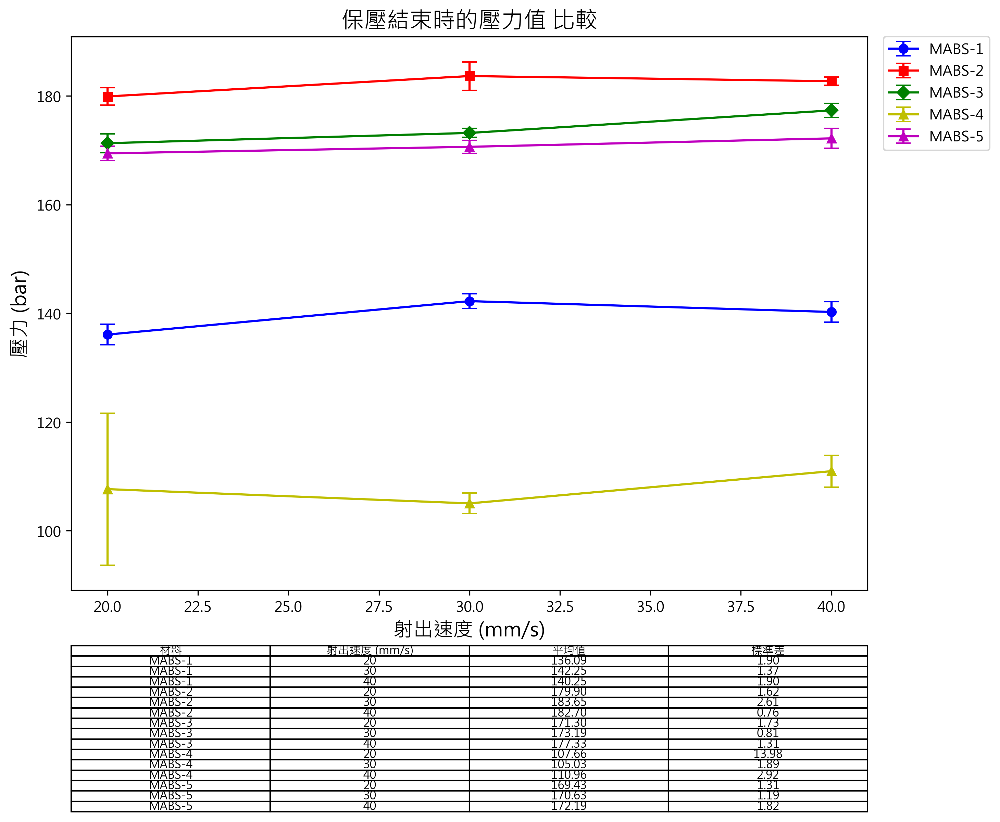 保壓結束時的壓力值 比較
MABS-1
MABS-2
MABS-3
MABS-4
MABS-5
壓力 (bar)
180
160
140
120
100
20.0 22.5 25.0 27.5 30.0 32.5 35.0 37.5 40.0
射出速度 (mm/s)
材料 射出速度 (mm/s) 平均值 標準差
MABS-1 20 136.09 1.90
MABS-1 30 142.25 1.37
MABS-1 40 140.25 1.90
MABS-2 20 179.90 1.62
MABS-2 30 183.65 2.61
MABS-2 40 182.70 0.76
MABS-3 20 171.30 1.73
MABS-3 30 173.19 0.81
MABS-3 40 177.33 1.31
MABS-4 20 107.66 13.98
MABS-4 30 105.03 1.89
MABS-4 40 110.96 2.92
MABS-5 20 169.43 1.31
MABS-5 30 170.63 1.19
MABS-5 40 172.19 1.82